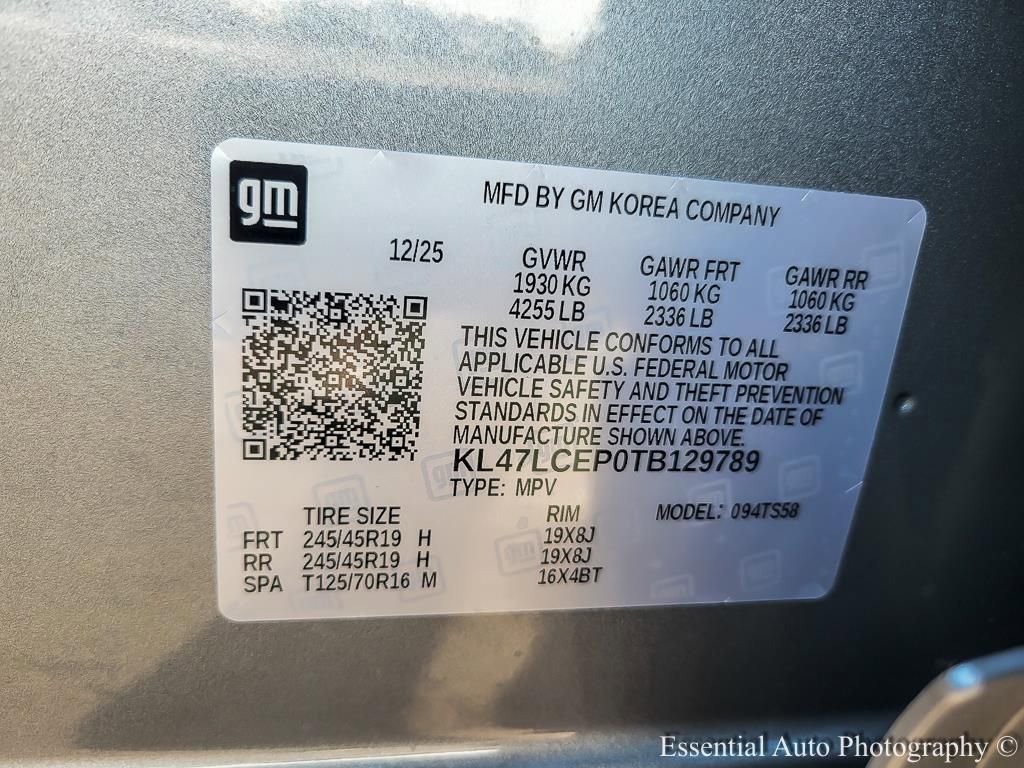 gm
MFD BY GM KOREA COMPANY
12/25
GVWR GAWR FRT GAWR RR
1930 KG 1060 KG 1060 KG
4255 LB 2336 LB 2336 LB
THIS VEHICLE CONFORMS TO ALL
APPLICABLE U.S. FEDERAL MOTOR
VEHICLE SAFETY AND THEFT PREVENTION
STANDARDS IN EFFECT ON THE DATE OF
MANUFACTURE SHOWN ABOVE.
KL47LCEP0TB129789
TYPE: MPV
TIRE SIZE RIM MODEL: 094TS58
FRT 245/45R19 H 19X8J
RR 245/45R19 H 19X8J
SPA T125/70R16 M 16X4BT
Essential Auto Photography ©